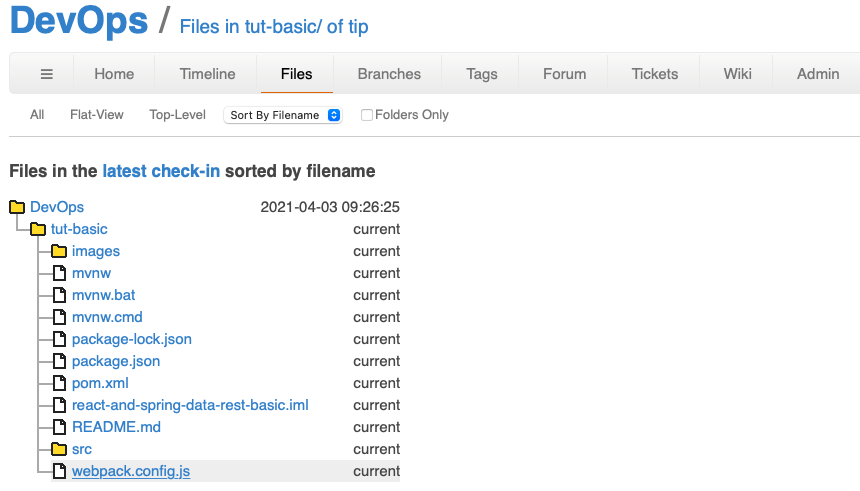 DevOps / Files in tut-basic/ of tip
☰ Home Timeline Files Branches Tags Forum Tickets Wiki Admin
All Flat-View Top-Level Sort By Filename Folders Only
Files in the latest check-in sorted by filename
DevOps 2021-04-03 09:26:25
tut-basic current
images current
mvnw current
mvnw.bat current
mvnw.cmd current
package-lock.json current
package.json current
pom.xml current
react-and-spring-data-rest-basic.iml current
README.md current
src current
webpack.config.js current